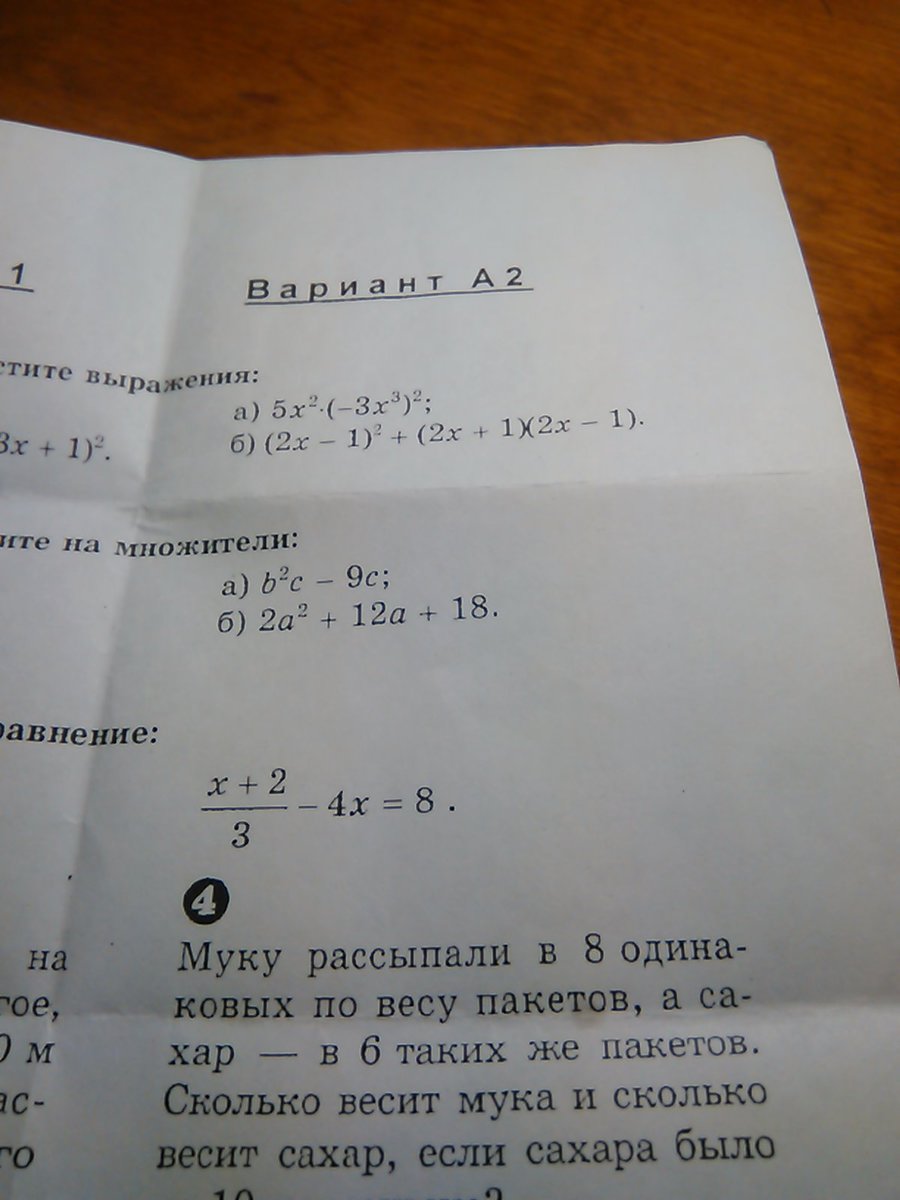 1
Вариант А2
стите выражения:
а) 5x²·(−3x³)²;
3x + 1)².
б) (2x − 1)² + (2x + 1)(2x − 1).
ите на множители:
а) b²c − 9c;
б) 2a² + 12a + 18.
равнение:
x + 2
− 4x = 8 .
3
4
на
Муку рассыпали в 8 одина-
гое,
ковых по весу пакетов, а са-
0 м
хар — в 6 таких же пакетов.
ас-
Сколько весит мука и сколько
го
весит сахар, если сахара было
10